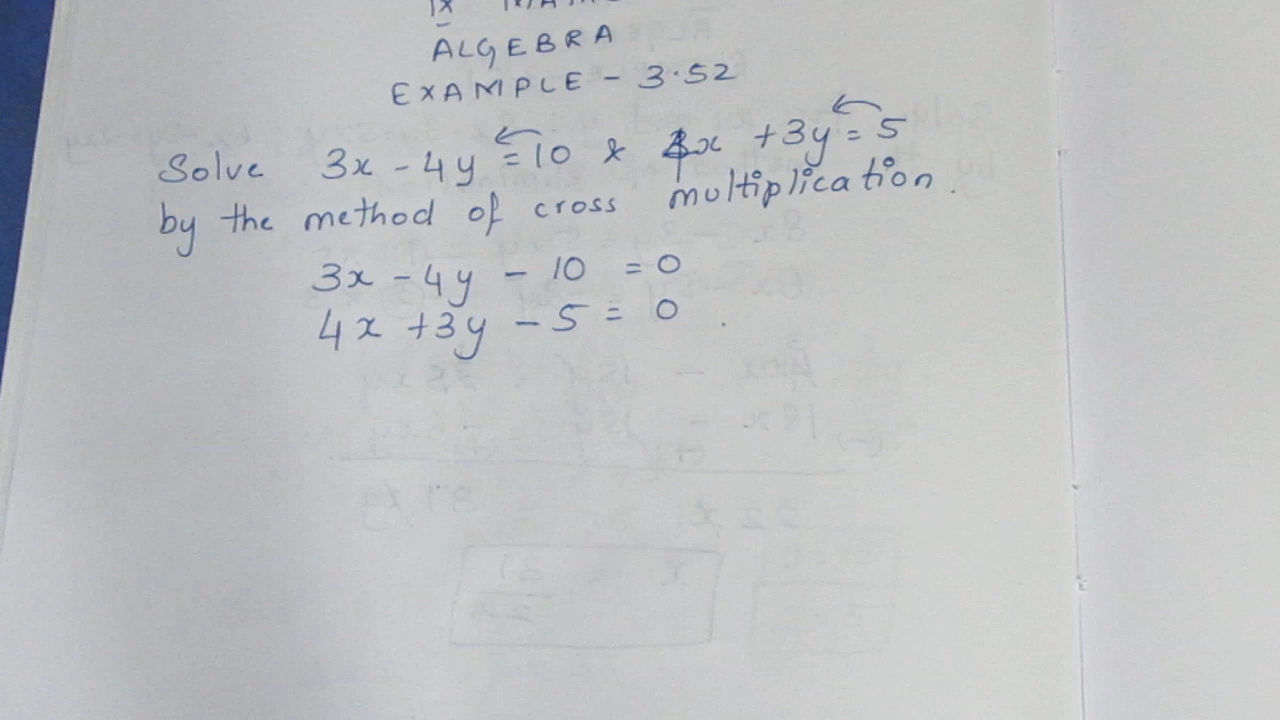 ALGEBRA
EXAMPLE - 3.52
Solve 3x - 4y = 10 & 4x + 3y = 5
by the method of cross multiplication.
3x - 4y - 10 = 0
4x + 3y - 5 = 0